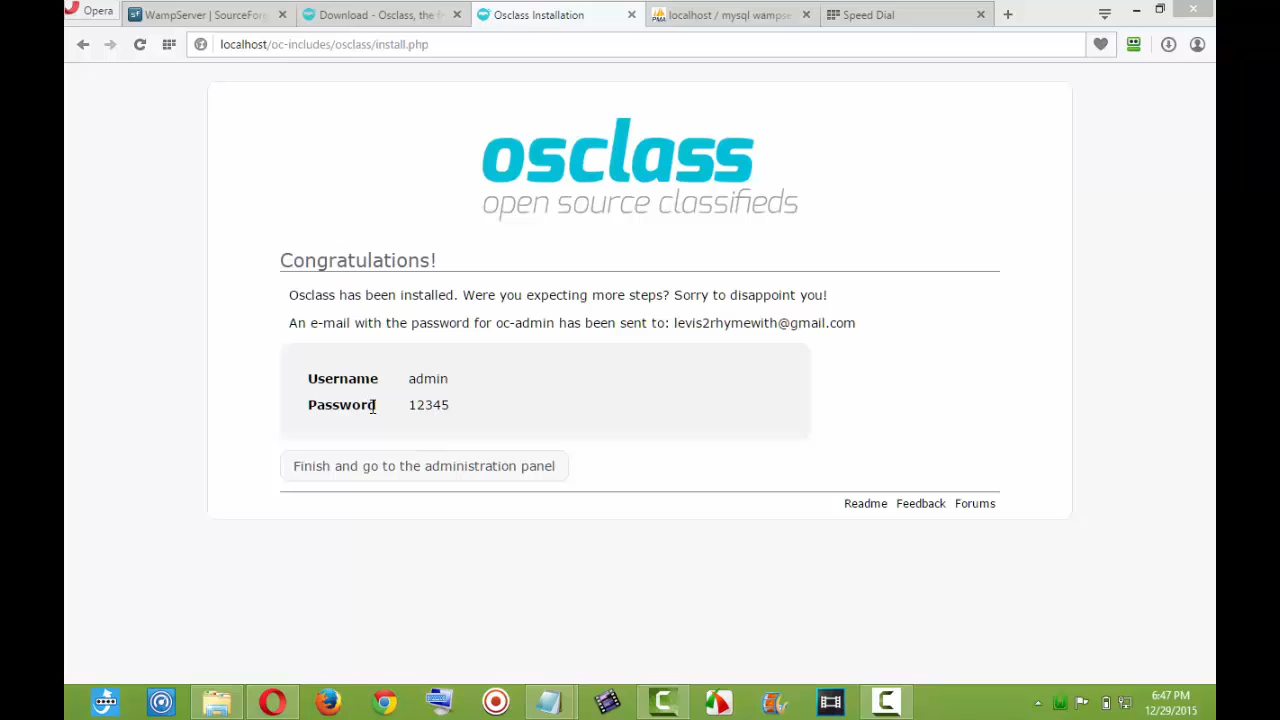 Opera
WampServer | SourceForg
Download - Osclass, the fr
Osclass Installation
localhost / mysql wampse
Speed Dial
localhost/oc-includes/osclass/install.php
osclass
open source classifieds
Congratulations!
Osclass has been installed. Were you expecting more steps? Sorry to disappoint you!
An e-mail with the password for oc-admin has been sent to: levis2rhymewith@gmail.com
Username admin
Password 12345
Finish and go to the administration panel
Readme Feedback Forums
6:47 PM
12/29/2015